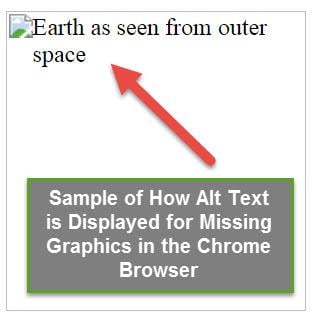 Earth as seen from outer
space
Sample of How Alt Text
is Displayed for Missing
Graphics in the Chrome
Browser